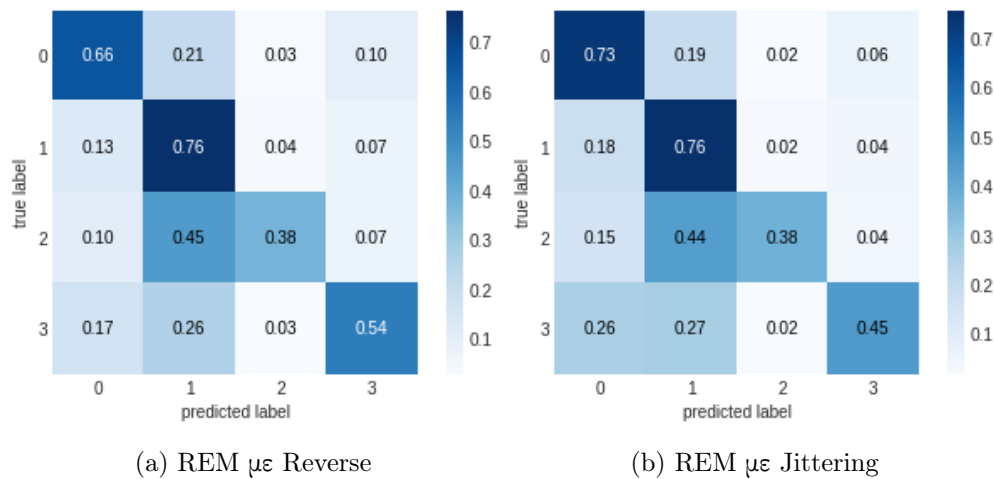 0 0.66 0.21 0.03 0.10
1 0.13 0.76 0.04 0.07
2 0.10 0.45 0.38 0.07
3 0.17 0.26 0.03 0.54
0 1 2 3
predicted label
true label
0.7
0.6
0.5
0.4
0.3
0.2
0.1
(a) REM με Reverse
0 0.73 0.19 0.02 0.06
1 0.18 0.76 0.02 0.04
2 0.15 0.44 0.38 0.04
3 0.26 0.27 0.02 0.45
0 1 2 3
predicted label
true label
0.7
0.6
0.5
0.4
0.3
0.2
0.1
(b) REM με Jittering